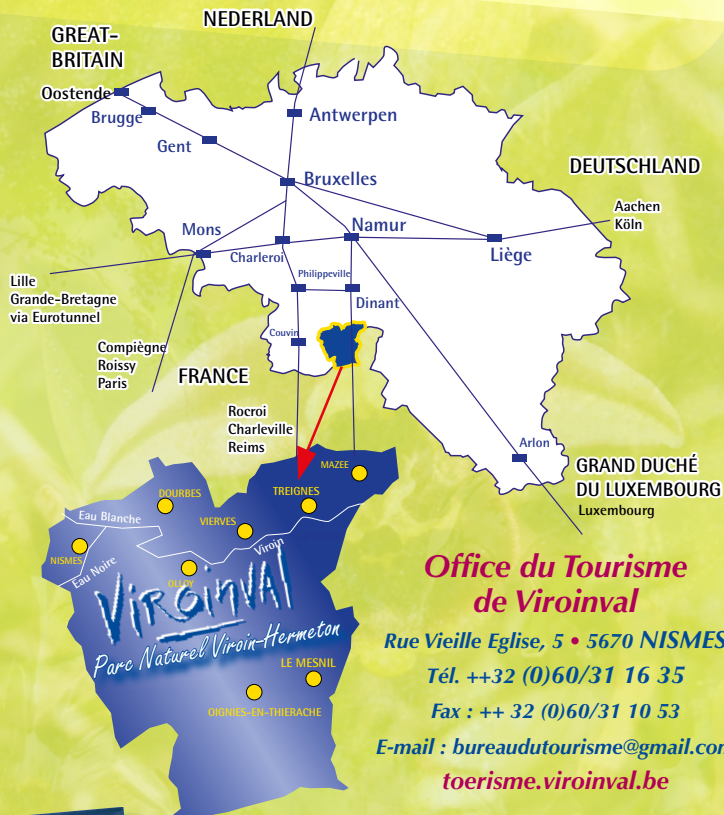 NEDERLAND
GREAT-
BRITAIN
Oostende
Brugge
Antwerpen
Gent
DEUTSCHLAND
Bruxelles
Aachen
Köln
Mons
Namur
Liège
Charleroi
Lille
Grande-Bretagne
via Eurotunnel
Philippeville
Dinant
Couvin
Compiègne
Roissy
Paris
FRANCE
Rocroi
Charleville
Reims
Arlon
GRAND DUCHÉ
DU LUXEMBOURG
Luxembourg
MAZEE
DOURBES
TREIGNES
Eau Blanche
VIERVES
Viroin
NISMES
Eau Noire
OLLOY
VIROINVAL
Parc Naturel Viroin-Hermeton
LE MESNIL
OIGNIES-EN-THIERACHE
Office du Tourisme
de Viroinval
Rue Vieille Eglise, 5 • 5670 NISMES
Tél. ++32 (0)60/31 16 35
Fax : ++ 32 (0)60/31 10 53
E-mail : bureaudutourisme@gmail.com
toerisme.viroinval.be